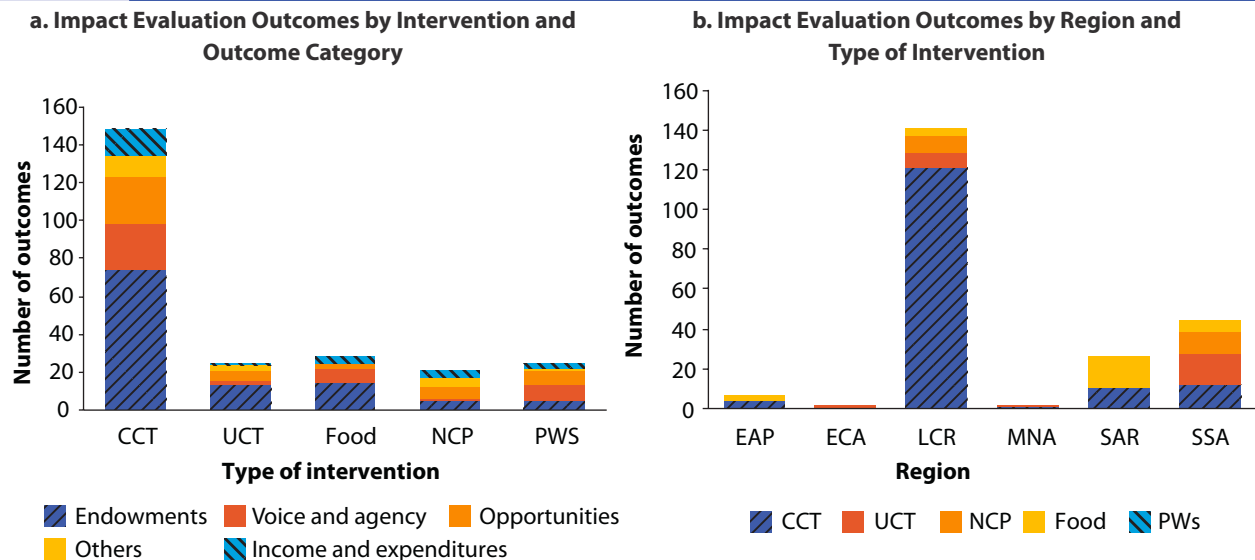 a. Impact Evaluation Outcomes by Intervention and
Outcome Category
160
140
120
100
80
60
40
20
0
Number of outcomes
CCT
UCT
Food
NCP
PWS
Type of intervention
Endowments
Voice and agency
Opportunities
Others
Income and expenditures
b. Impact Evaluation Outcomes by Region and
Type of Intervention
160
140
120
100
80
60
40
20
0
Number of outcomes
EAP
ECA
LCR
MNA
SAR
SSA
Region
CCT
UCT
NCP
Food
PWs